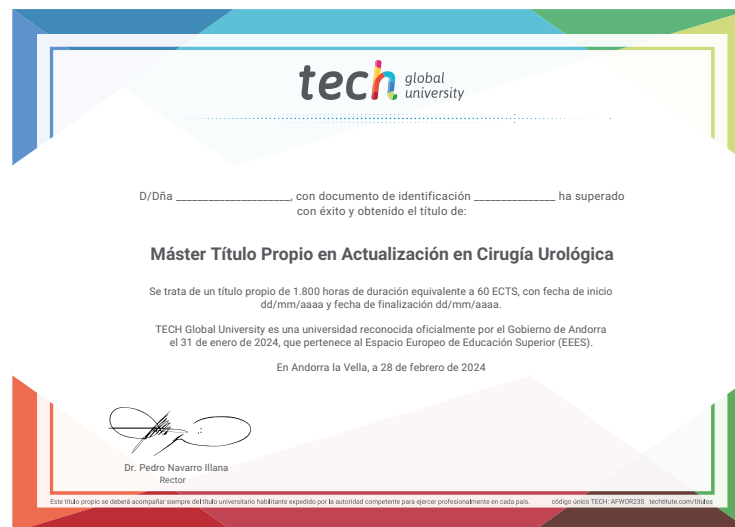 tech global university
D/Dña ______________________, con documento de identificación ______________ ha superado
con éxito y obtenido el título de:
Máster Título Propio en Actualización en Cirugía Urológica
Se trata de un título propio de 1.800 horas de duración equivalente a 60 ECTS, con fecha de inicio
dd/mm/aaaa y fecha de finalización dd/mm/aaaa.
TECH Global University es una universidad reconocida oficialmente por el Gobierno de Andorra
el 31 de enero de 2024, que pertenece al Espacio Europeo de Educación Superior (EEES).
En Andorra la Vella, a 28 de febrero de 2024
Dr. Pedro Navarro Illana
Rector
Este título propio se deberá acompañar siempre del título universitario habilitante expedido por la autoridad competente para ejercer profesionalmente en cada país. código único TECH: AFWOR23S techtitute.com/titulos